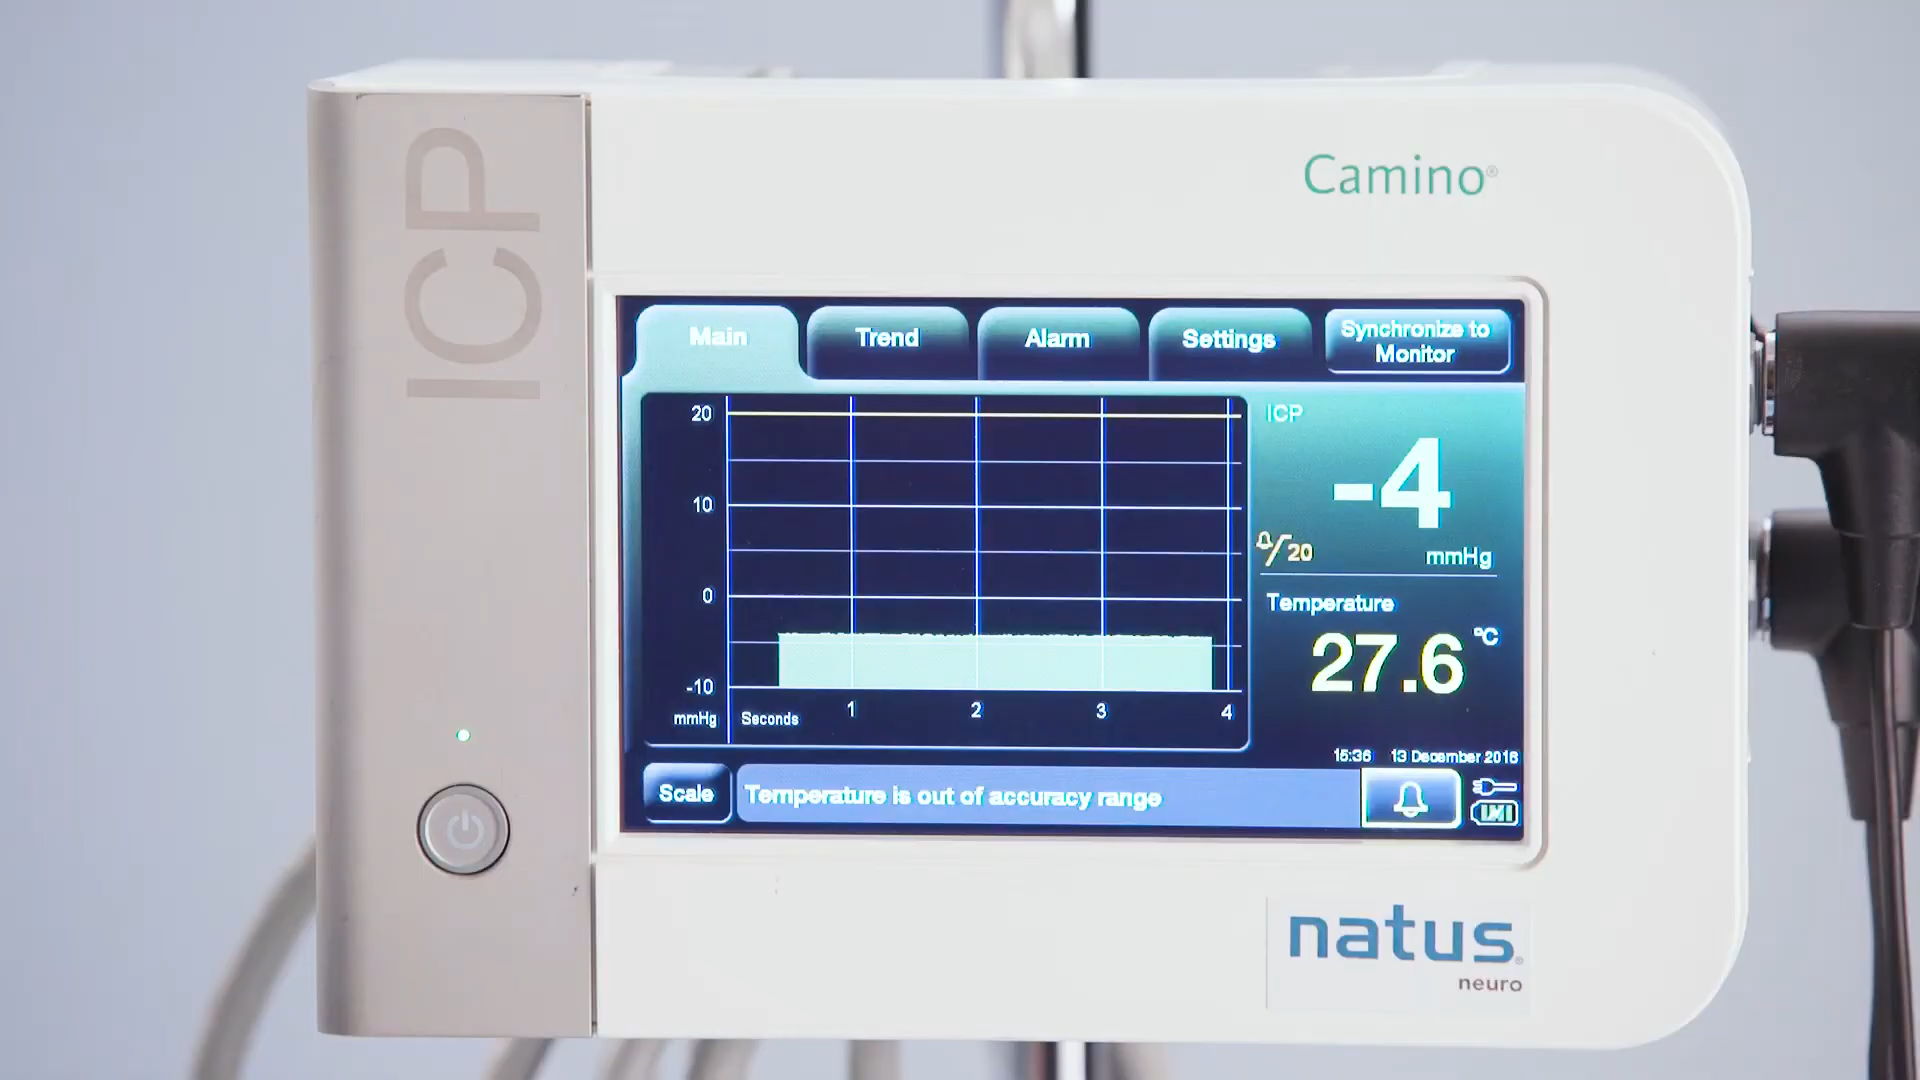 ICP
Camino®
Main
Trend
Alarm
Settings
Synchronize to
Monitor
20
10
0
-10
mmHg
Seconds
1
2
3
4
ICP
-4
/20
mmHg
Temperature
27.6 °C
15:36 13 December 2016
Scale
Temperature is out of accuracy range
natus®
neuro